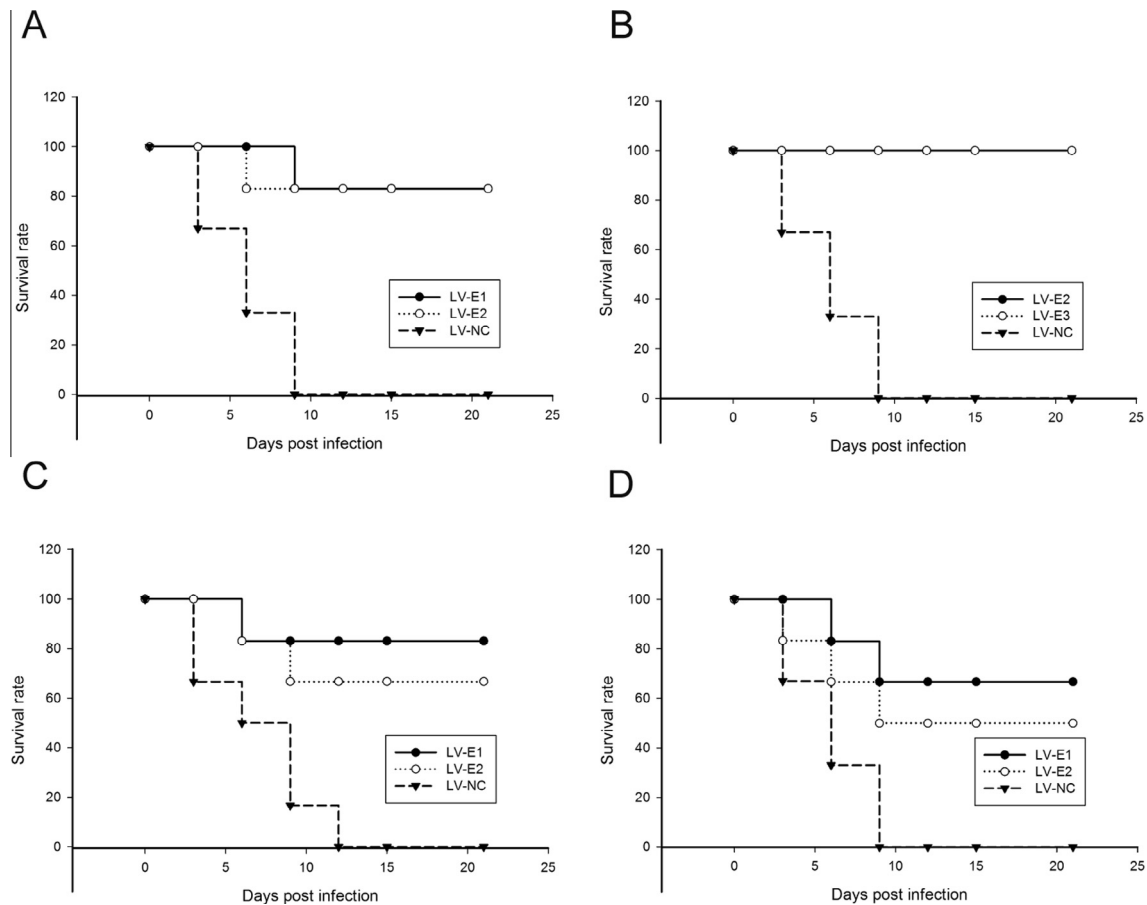 A
Survival rate
120
100
80
60
40
20
0
LV-E1
LV-E2
LV-NC
0 5 10 15 20 25
Days post infection
B
Survival rate
120
100
80
60
40
20
0
LV-E2
LV-E3
LV-NC
0 5 10 15 20 25
Days post infection
C
Survival rate
120
100
80
60
40
20
0
LV-E1
LV-E2
LV-NC
0 5 10 15 20 25
Days post infection
D
Survival rate
120
100
80
60
40
20
0
LV-E1
LV-E2
LV-NC
0 5 10 15 20 25
Days post infection